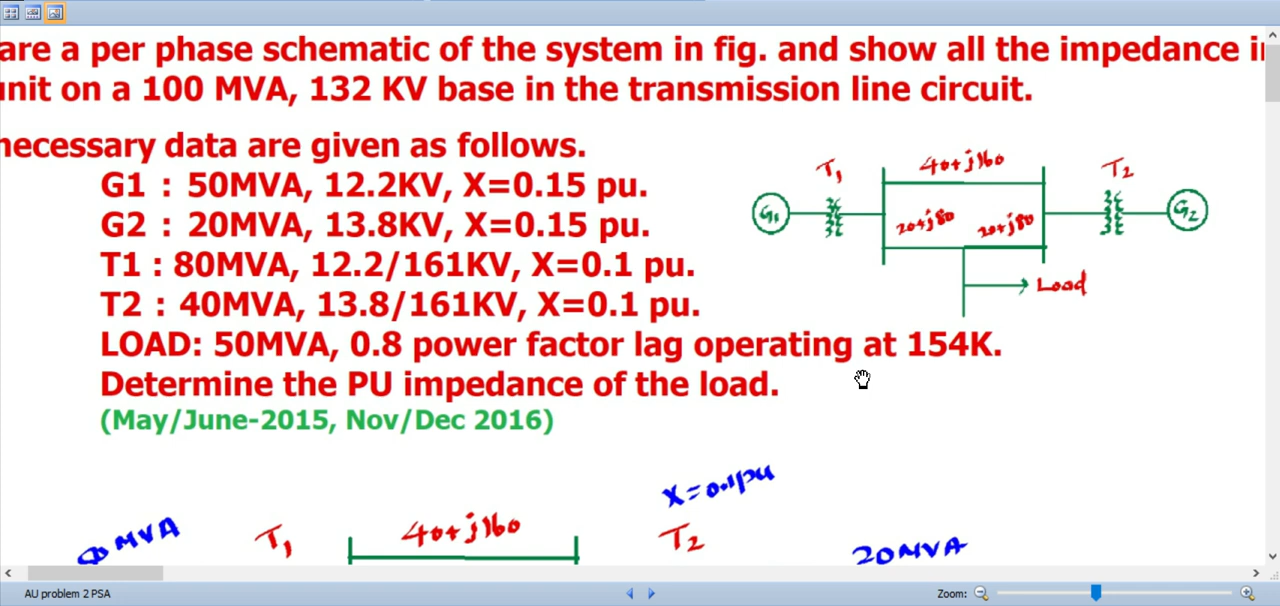 are a per phase schematic of the system in fig. and show all the impedance i
unit on a 100 MVA, 132 KV base in the transmission line circuit.
necessary data are given as follows.
G1 : 50MVA, 12.2KV, X=0.15 pu.
G2 : 20MVA, 13.8KV, X=0.15 pu.
T1 : 80MVA, 12.2/161KV, X=0.1 pu.
T2 : 40MVA, 13.8/161KV, X=0.1 pu.
LOAD: 50MVA, 0.8 power factor lag operating at 154K.
Determine the PU impedance of the load.
(May/June-2015, Nov/Dec 2016)
T1
40+j160
T2
G1
20+j80
20+j80
G2
Load
X=0.1pu
MVA
T1
40+j160
T2
20MVA
AU problem 2 PSA
Zoom: